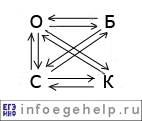 О Б
С К
ЕГЭ
ИНФО infoegehelp.ru